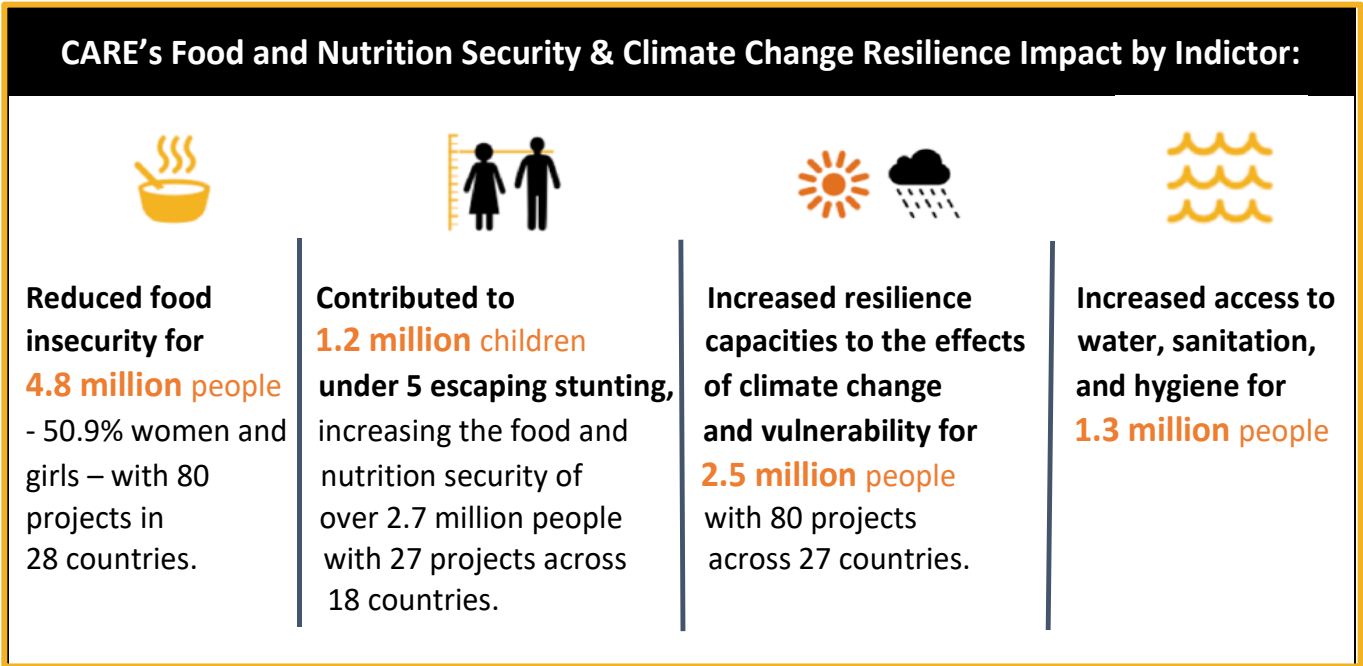 CARE's Food and Nutrition Security & Climate Change Resilience Impact by Indictor:
Reduced food
insecurity for
4.8 million people
- 50.9% women and
girls – with 80
projects in
28 countries.
Contributed to
1.2 million children
under 5 escaping stunting,
increasing the food and
nutrition security of
over 2.7 million people
with 27 projects across
18 countries.
Increased resilience
capacities to the effects
of climate change
and vulnerability for
2.5 million people
with 80 projects
across 27 countries.
Increased access to
water, sanitation,
and hygiene for
1.3 million people